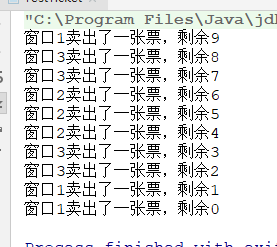 TestTicket
"C:\Program Files\Java\jd
窗口1卖出了一张票，剩余9
窗口3卖出了一张票，剩余8
窗口3卖出了一张票，剩余7
窗口2卖出了一张票，剩余6
窗口2卖出了一张票，剩余5
窗口2卖出了一张票，剩余4
窗口3卖出了一张票，剩余3
窗口3卖出了一张票，剩余2
窗口1卖出了一张票，剩余1
窗口1卖出了一张票，剩余0
Process finished with exit